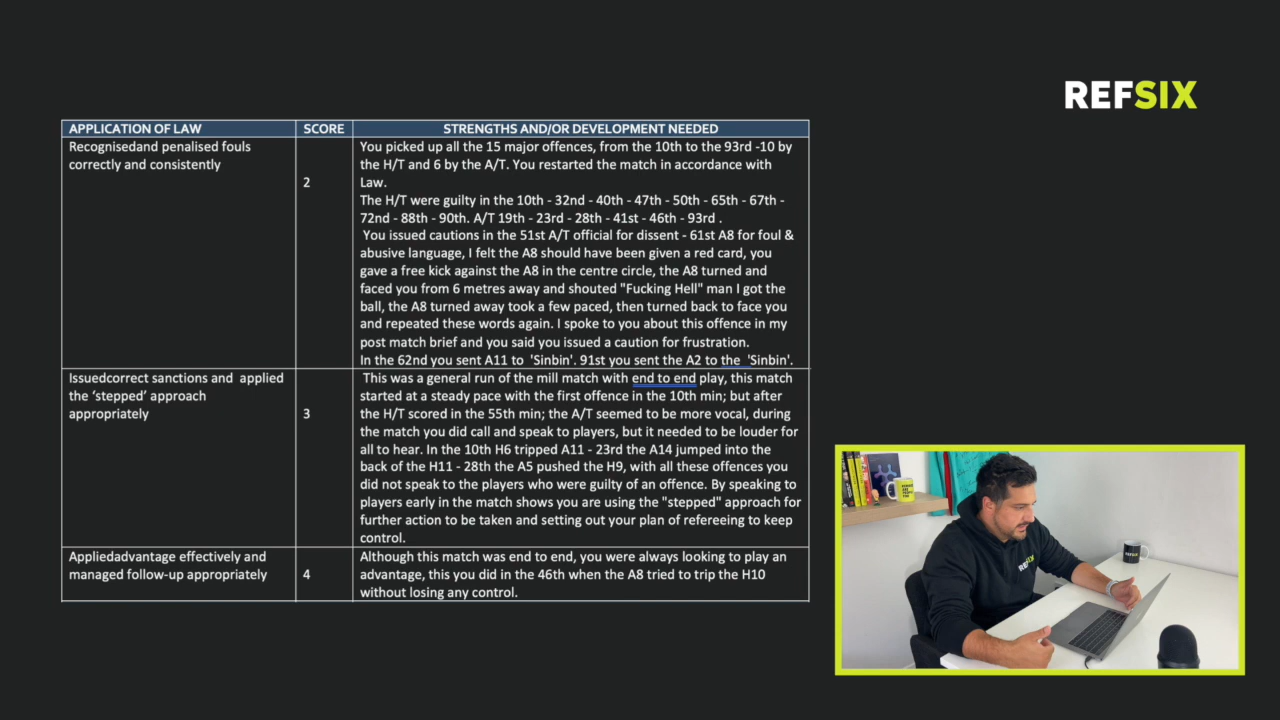 REFSIX
APPLICATION OF LAW
SCORE
STRENGTHS AND/OR DEVELOPMENT NEEDED
Recognisedand penalised fouls
correctly and consistently
2
You picked up all the 15 major offences, from the 10th to the 93rd -10 by
the H/T and 6 by the A/T. You restarted the match in accordance with
Law.
The H/T were guilty in the 10th - 32nd - 40th - 47th - 50th - 65th - 67th -
72nd - 88th - 90th. A/T 19th - 23rd - 28th - 41st - 46th - 93rd .
You issued cautions in the 51st A/T official for dissent - 61st A8 for foul &
abusive language, I felt the A8 should have been given a red card, you
gave a free kick against the A8 in the centre circle, the A8 turned and
faced you from 6 metres away and shouted "Fucking Hell" man I got the
ball, the A8 turned away took a few paced, then turned back to face you
and repeated these words again. I spoke to you about this offence in my
post match brief and you said you issued a caution for frustration.
In the 62nd you sent A11 to 'Sinbin'. 91st you sent the A2 to the 'Sinbin'.
Issuedcorrect sanctions and applied
the ‘stepped’ approach
appropriately
3
This was a general run of the mill match with end to end play, this match
started at a steady pace with the first offence in the 10th min; but after
the H/T scored in the 55th min; the A/T seemed to be more vocal, during
the match you did call and speak to players, but it needed to be louder for
all to hear. In the 10th H6 tripped A11 - 23rd the A14 jumped into the
back of the H11 - 28th the A5 pushed the H9, with all these offences you
did not speak to the players who were guilty of an offence. By speaking to
players early in the match shows you are using the "stepped" approach for
further action to be taken and setting out your plan of refereeing to keep
control.
Appliedadvantage effectively and
managed follow-up appropriately
4
Although this match was end to end, you were always looking to play an
advantage, this you did in the 46th when the A8 tried to trip the H10
without losing any control.
REFSIX